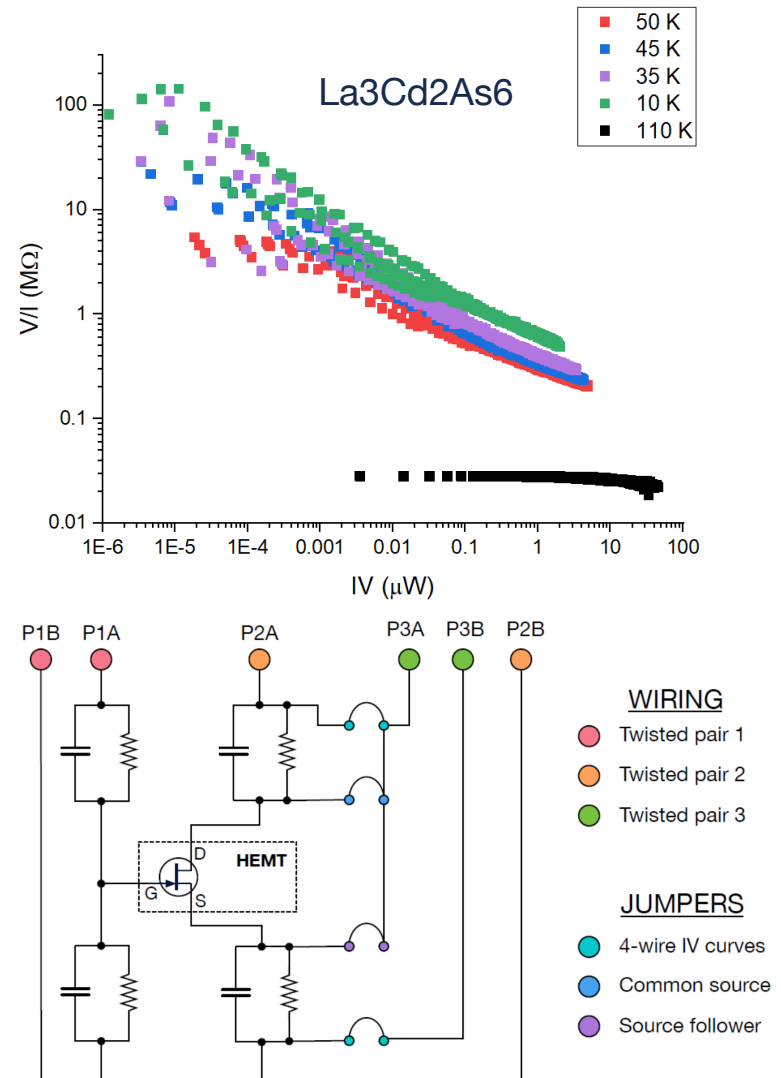 50 K
45 K
35 K
10 K
110 K
La3Cd2As6
V/I (MΩ)
100
10
1
0.1
0.01
1E-6 1E-5 1E-4 0.001 0.01 0.1 1 10 100
IV (μW)
P1B P1A P2A P3A P3B P2B
WIRING
Twisted pair 1
Twisted pair 2
Twisted pair 3
D
HEMT
G
S
JUMPERS
4-wire IV curves
Common source
Source follower